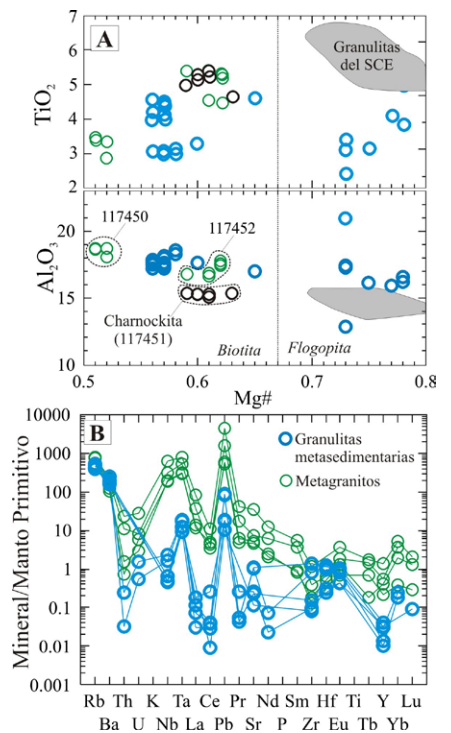 A
7
6
5
4
3
2
TiO2
Granulitas
del SCE
20
15
10
Al2O3
117450
117452
Charnockita
(117451)
Biotita
Flogopita
0.5
0.6
0.7
0.8
Mg#
B
10000
1000
100
10
1
0.1
0.01
0.001
Mineral/Manto Primitivo
Granulitas
metasedimentarias
Metagranitos
Rb Th K Ta Ce Pr Nd Sm Hf Ti Y Lu
Ba U Nb La Pb Sr P Zr Eu Tb Yb